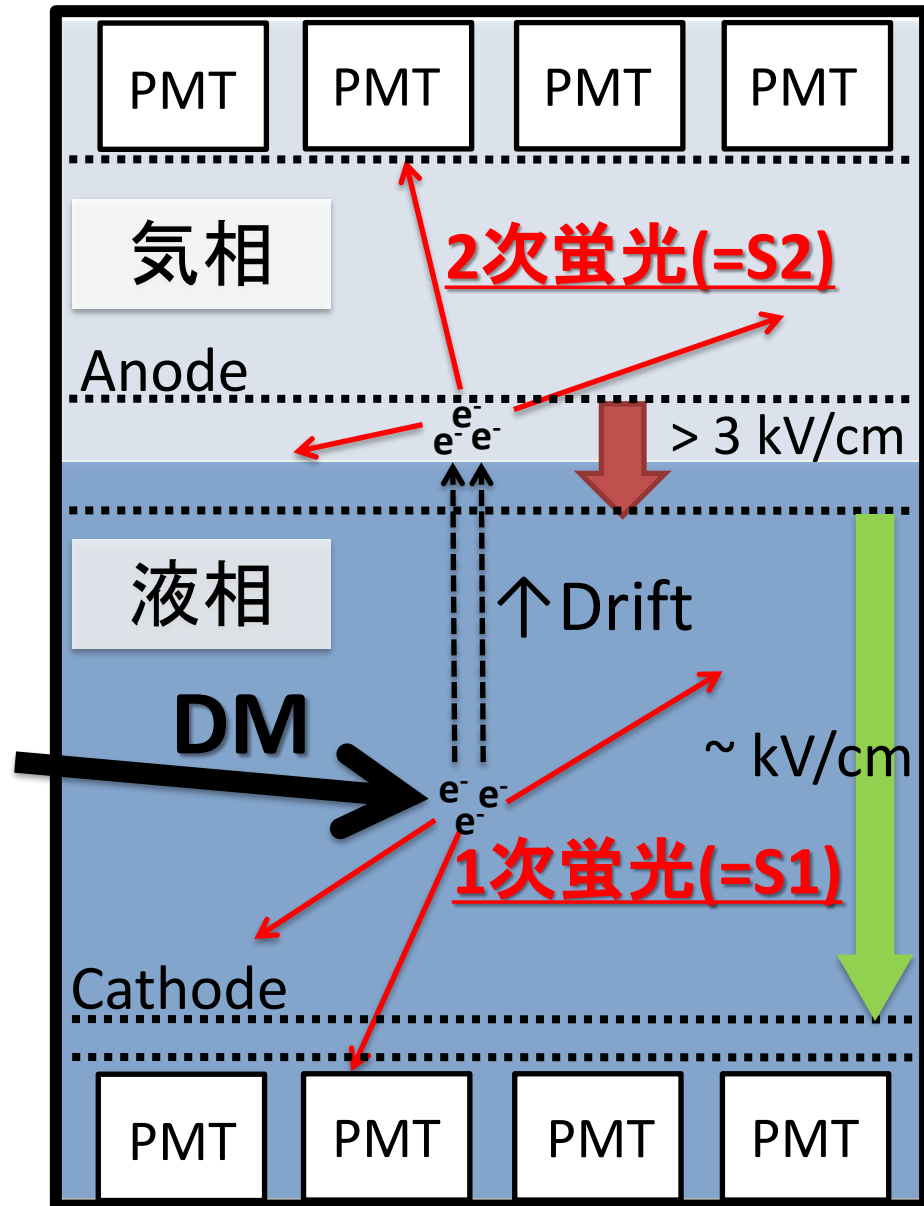 PMT PMT PMT PMT
気相
2次蛍光(=S2)
Anode
e-
e- e-
> 3 kV/cm
液相
↑Drift
DM
~ kV/cm
e- e-
e-
1次蛍光(=S1)
Cathode
PMT PMT PMT PMT